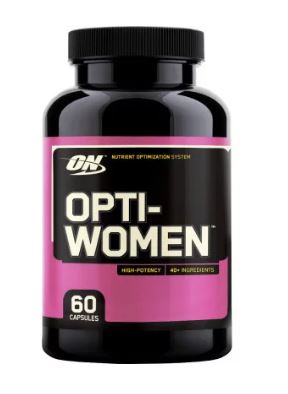 ON NUTRIENT OPTIMIZATION SYSTEM
OPTI-
WOMEN™
HIGH-POTENCY 40+ INGREDIENTS
60
CAPSULES